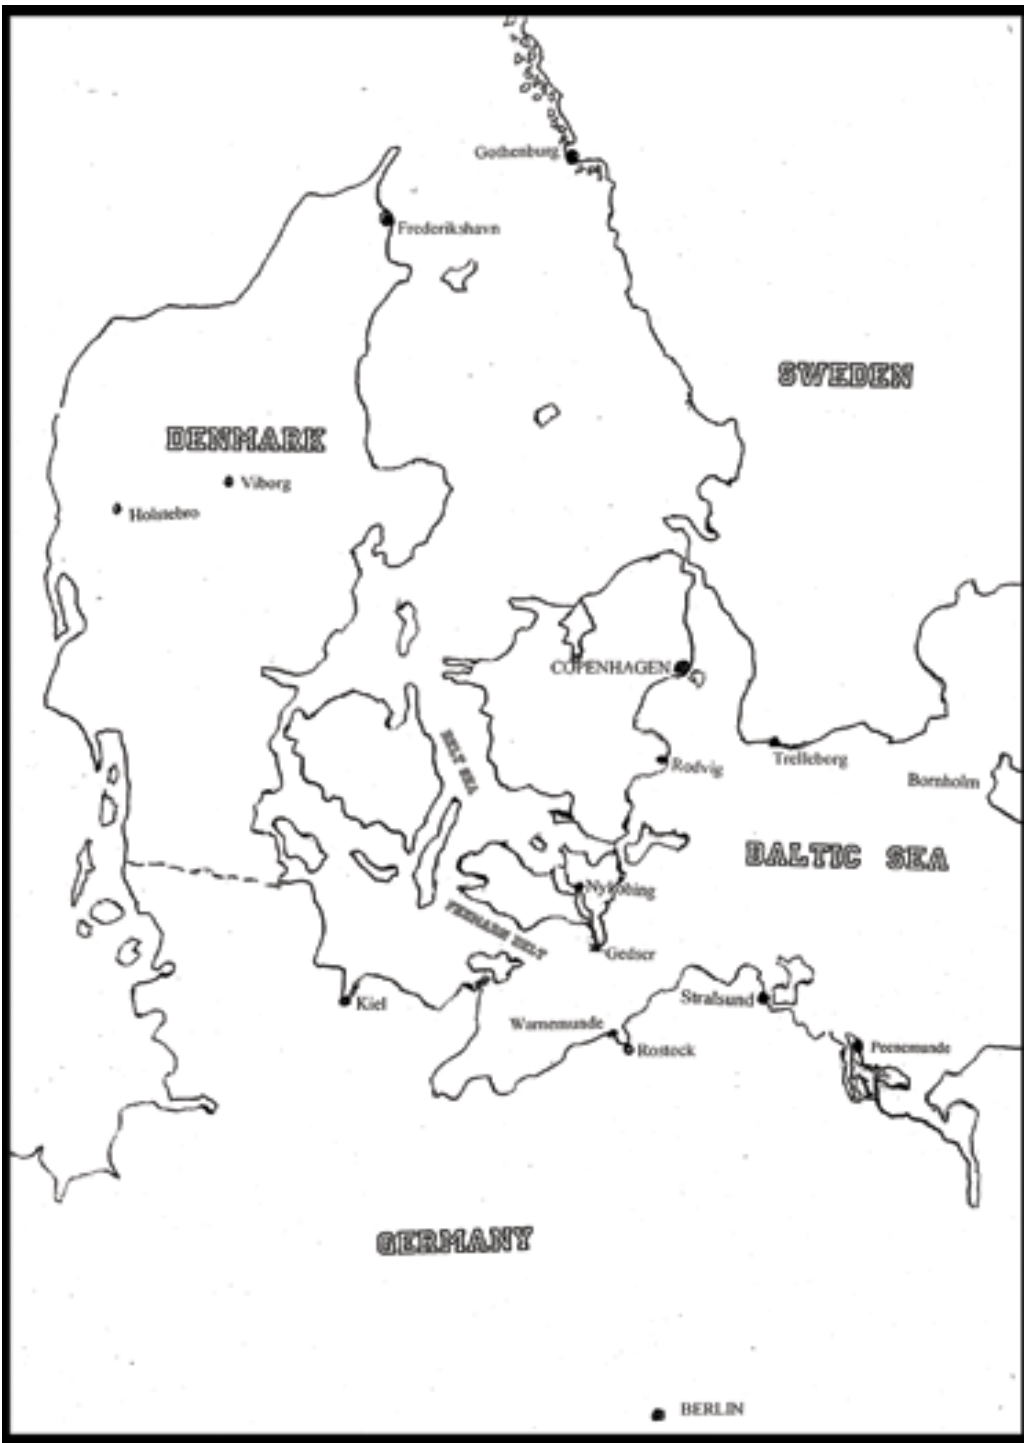 Gothenburg
Frederikshavn
SWEDEN
DENMARK
Viborg
Holstebro
COPENHAGEN
BELT SEA
Rodvig
Trelleborg
Bornholm
BALTIC SEA
Nykobing
FEHMARN BELT
Gedser
Kiel
Stralsund
Warnemunde
Rostock
Peenemunde
GERMANY
BERLIN